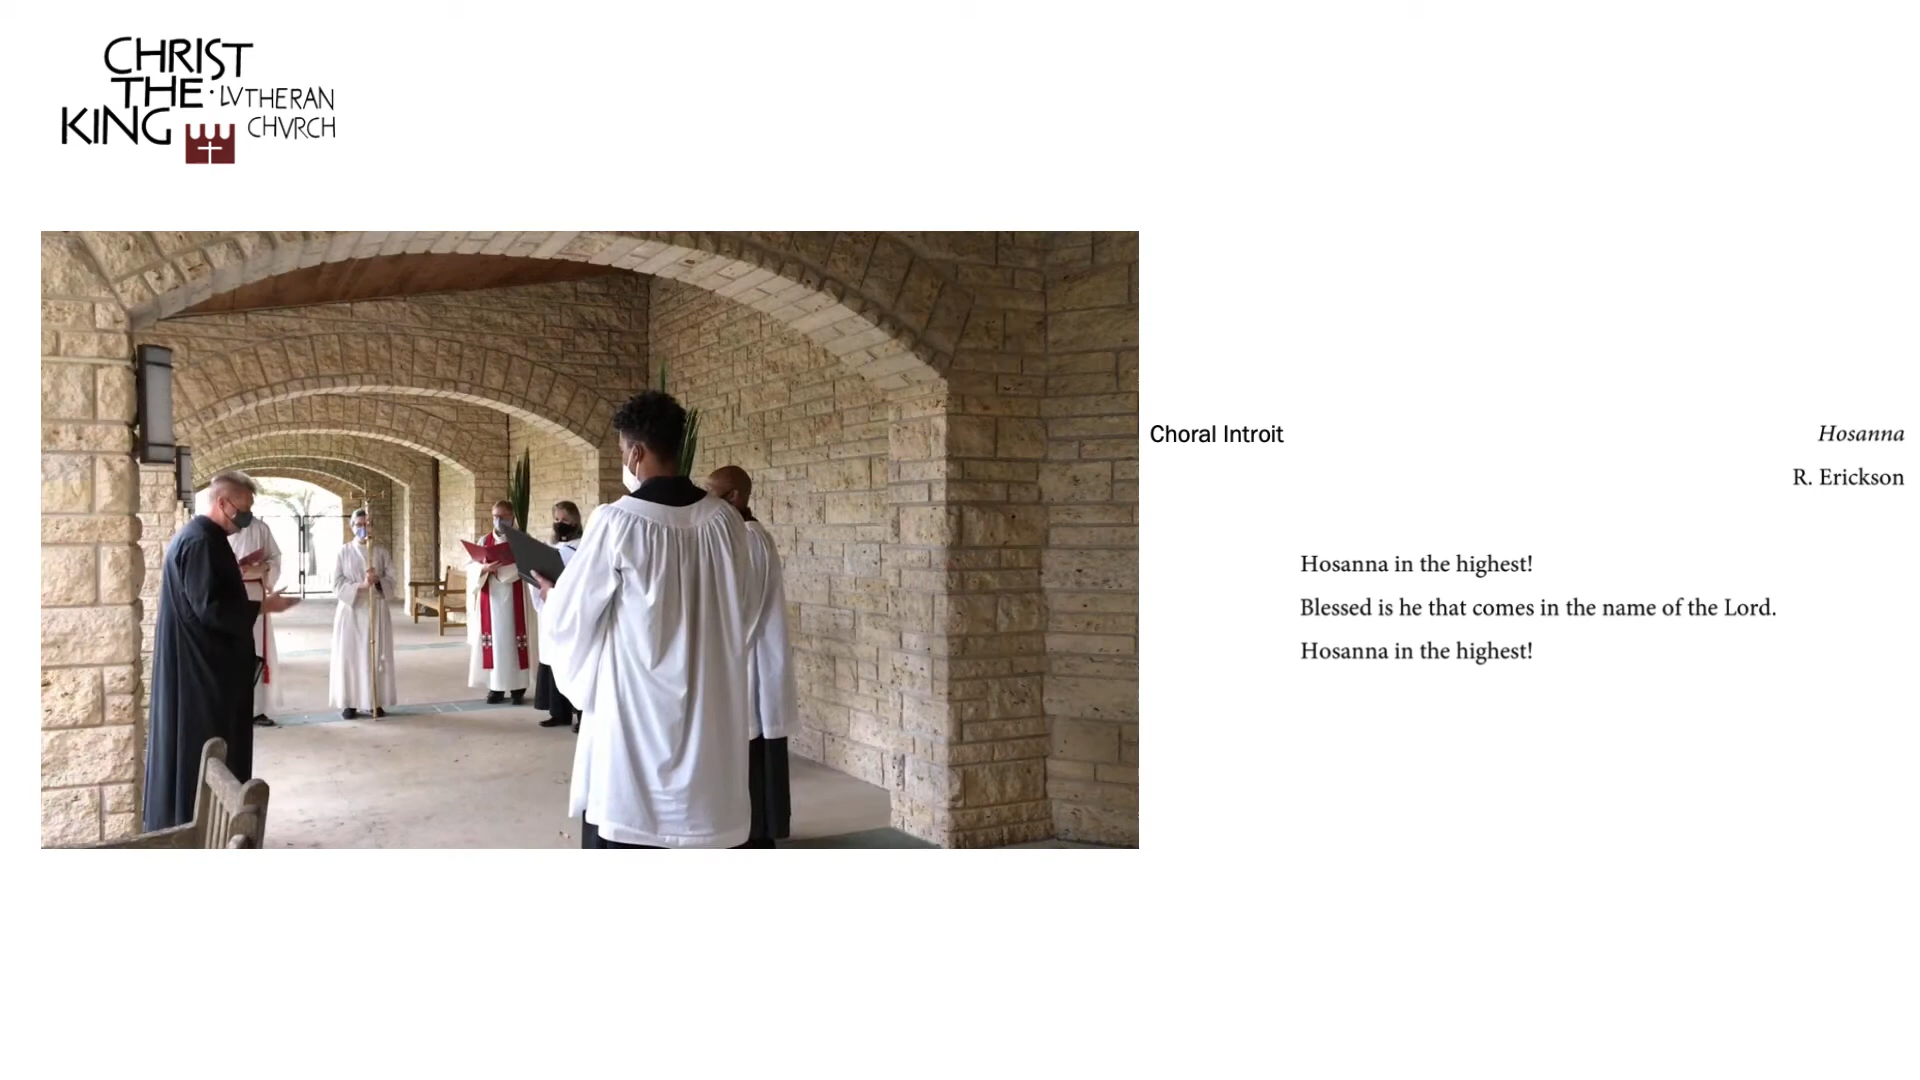 CHRIST
THE · LVTHERAN
KING CHVRCH
Choral Introit Hosanna
R. Erickson
Hosanna in the highest!
Blessed is he that comes in the name of the Lord.
Hosanna in the highest!